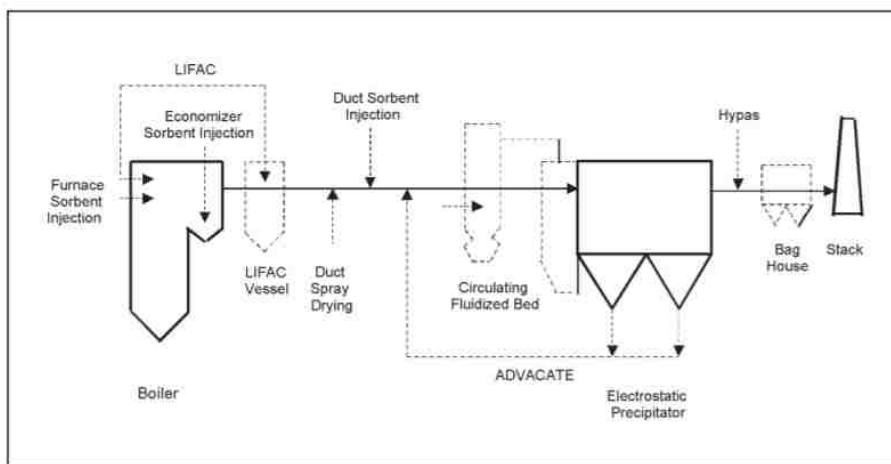 LIFAC
Economizer
Sorbent Injection
Duct Sorbent
Injection
Hypas
Furnace
Sorbent
Injection
LIFAC
Vessel
Duct
Spray
Drying
Circulating
Fluidized Bed
Bag
House
Stack
ADVACATE
Boiler
Electrostatic
Precipitator